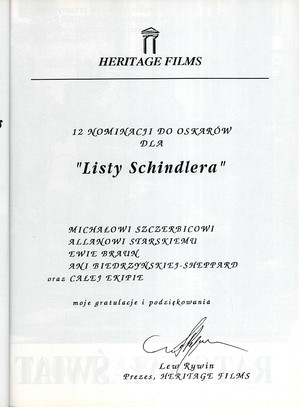 HERITAGE FILMS
12 NOMINACJI DO OSKARÓW
DLA
"Listy Schindlera"
MICHAŁOWI SZCZERBICOWI
ALLANOWI STARSKIEMU
EWIE BRAUN
ANI BIEDRZYŃSKIEJ-SHEPPARD
oraz CAŁEJ EKIPIE
moje gratulacje i podziękowania
Lew Rywin
Prezes, HERITAGE FILMS